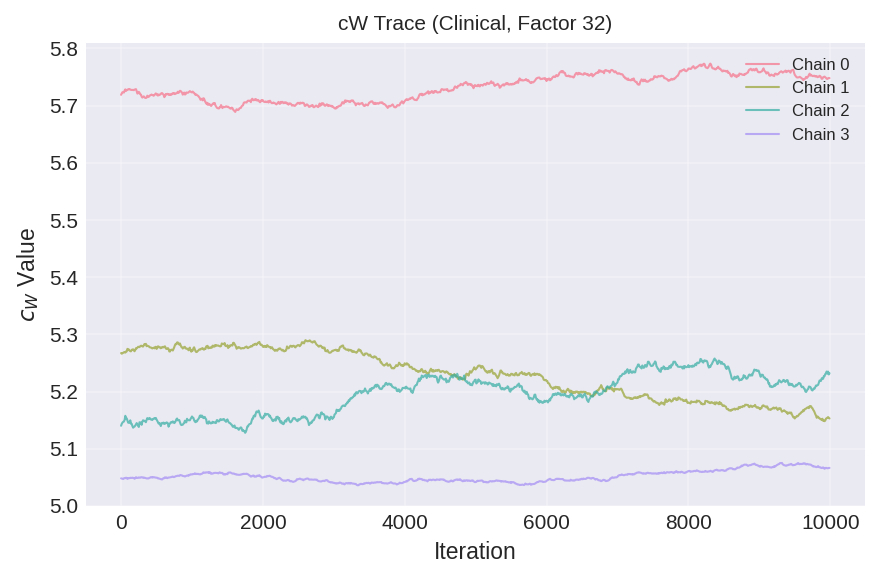 cW Trace (Clinical, Factor 32)
5.8
5.7
5.6
5.5
5.4
5.3
5.2
5.1
5.0
c_W Value
Chain 0
Chain 1
Chain 2
Chain 3
0 2000 4000 6000 8000 10000
Iteration